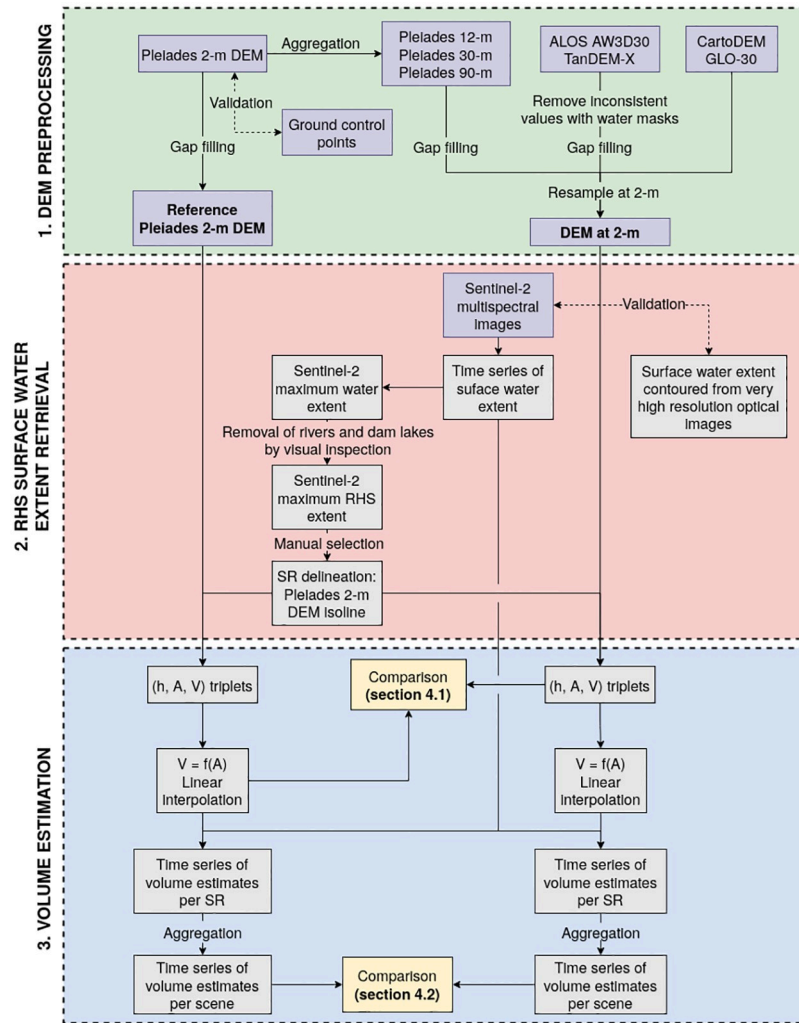 1. DEM PREPROCESSING
Pleiades 2-m DEM
Aggregation
Pleiades 12-m
Pleiades 30-m
Pleiades 90-m
ALOS AW3D30
TanDEM-X
CartoDEM
GLO-30
Validation
Ground control
points
Remove inconsistent
values with water masks
Gap filling
Gap filling
Gap filling
Resample at 2-m
Reference
Pleiades 2-m DEM
DEM at 2-m
2. RHS SURFACE WATER
EXTENT RETRIEVAL
Sentinel-2
multispectral
images
Validation
Sentinel-2
maximum water
extent
Time series of
suface water
extent
Surface water extent
contoured from very
high resolution optical
images
Removal of rivers and dam lakes
by visual inspection
Sentinel-2
maximum RHS
extent
Manual selection
SR delineation:
Pleiades 2-m
DEM isoline
3. VOLUME ESTIMATION
(h, A, V) triplets
Comparison
(section 4.1)
(h, A, V) triplets
V = f(A)
Linear
interpolation
V = f(A)
Linear
interpolation
Time series of
volume estimates
per SR
Time series of
volume estimates
per SR
Aggregation
Aggregation
Time series of
volume estimates
per scene
Comparison
(section 4.2)
Time series of
volume estimates
per scene